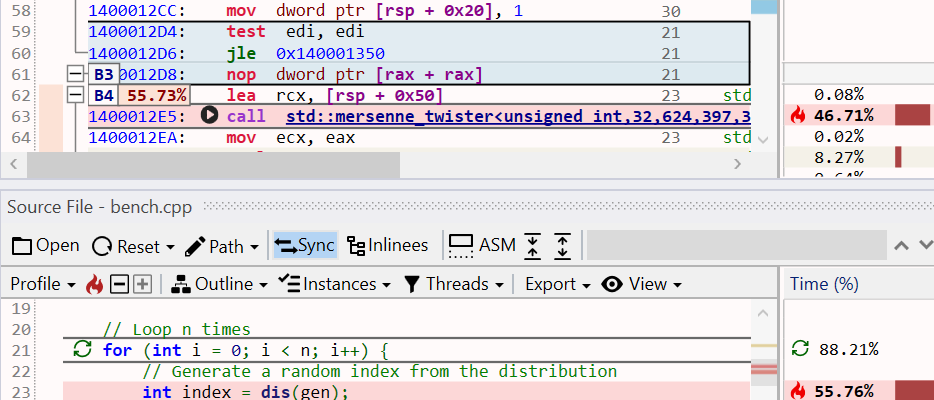 58 1400012CC: mov dword ptr [rsp + 0x20], 1 30
59 1400012D4: test edi, edi 21
60 1400012D6: jle 0x140001350 21
61 B3 0012D8: nop dword ptr [rax + rax] 21
62 B4 55.73% lea rcx, [rsp + 0x50] 23 std 0.08%
63 1400012E5: call std::mersenne_twister<unsigned int,32,624,397,3 46.71%
64 1400012EA: mov ecx, eax 23 std 0.02%
8.27%
Source File - bench.cpp
Open Reset Path Sync Inlinees ASM
Profile Outline Instances Threads Export View Time (%)
19
20 // Loop n times
21 for (int i = 0; i < n; i++) { 88.21%
22 // Generate a random index from the distribution
23 int index = dis(gen); 55.76%